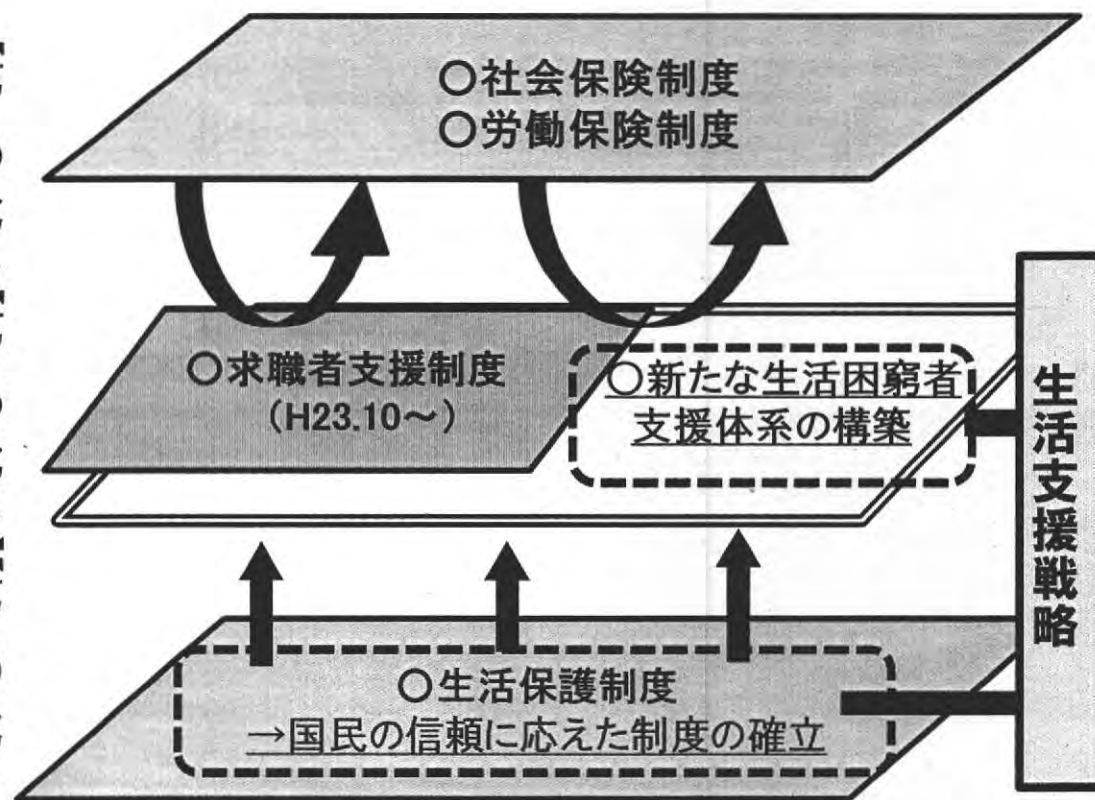 ○社会保険制度
○労働保険制度
○求職者支援制度
(H23.10～)
○新たな生活困窮者
支援体系の構築
生活支援戦略
○生活保護制度
→国民の信頼に応えた制度の確立